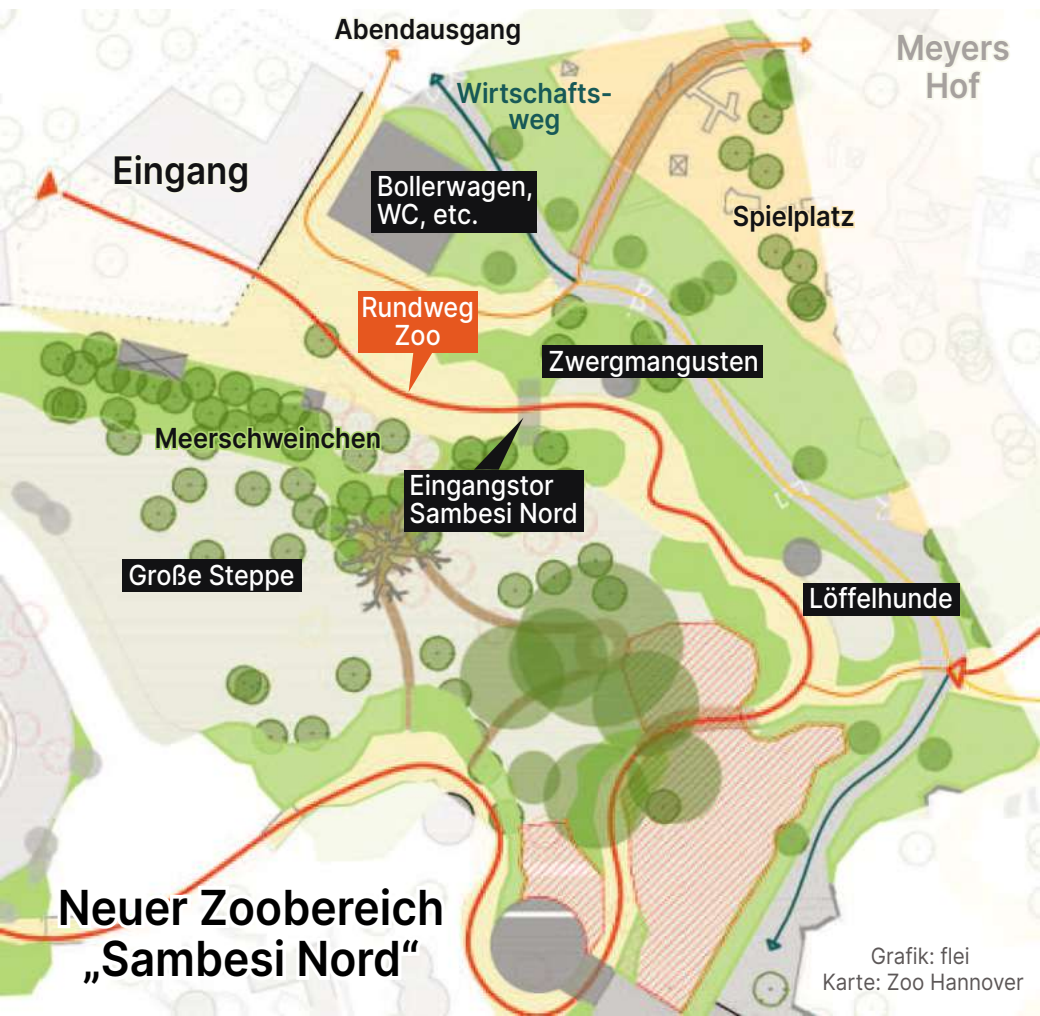 Abendausgang
Meyers
Hof
Wirtschafts-
weg
Eingang
Bollerwagen,
WC, etc.
Spielplatz
Rundweg
Zoo
Zwergmangusten
Meerschweinchen
Eingangstor
Sambesi Nord
Große Steppe
Löffelhunde
Neuer Zoobereich
„Sambesi Nord“
Grafik: flei
Karte: Zoo Hannover